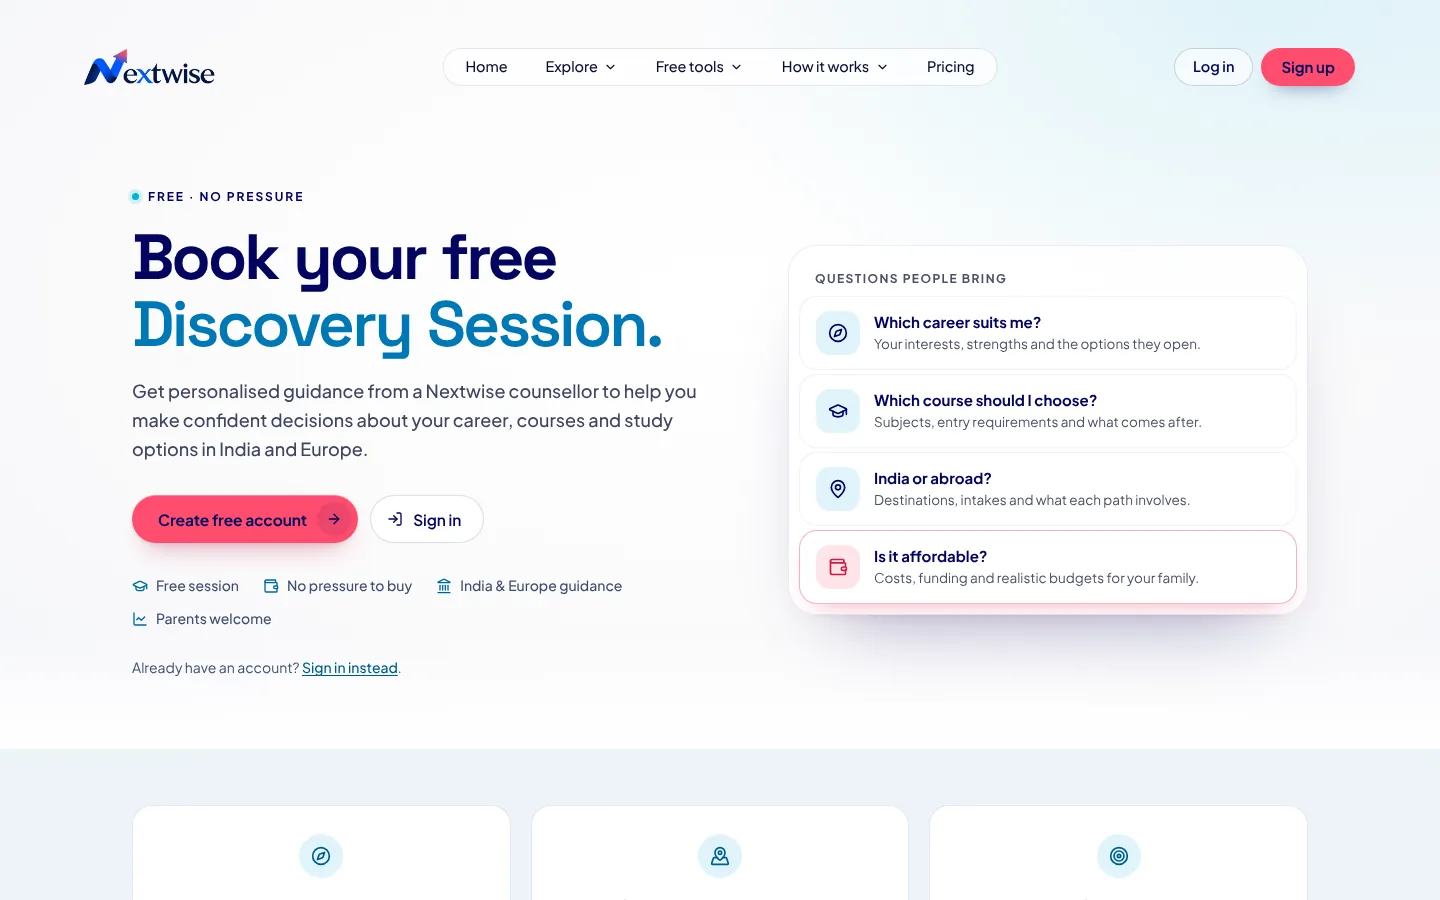 Nextwise
Home
Explore
Free tools
How it works
Pricing
Log in
Sign up
FREE · NO PRESSURE
Book your free
Discovery Session.
Get personalised guidance from a Nextwise counsellor to help you
make confident decisions about your career, courses and study
options in India and Europe.
Create free account
Sign in
Free session
No pressure to buy
India & Europe guidance
Parents welcome
Already have an account? Sign in instead.
QUESTIONS PEOPLE BRING
Which career suits me?
Your interests, strengths and the options they open.
Which course should I choose?
Subjects, entry requirements and what comes after.
India or abroad?
Destinations, intakes and what each path involves.
Is it affordable?
Costs, funding and realistic budgets for your family.